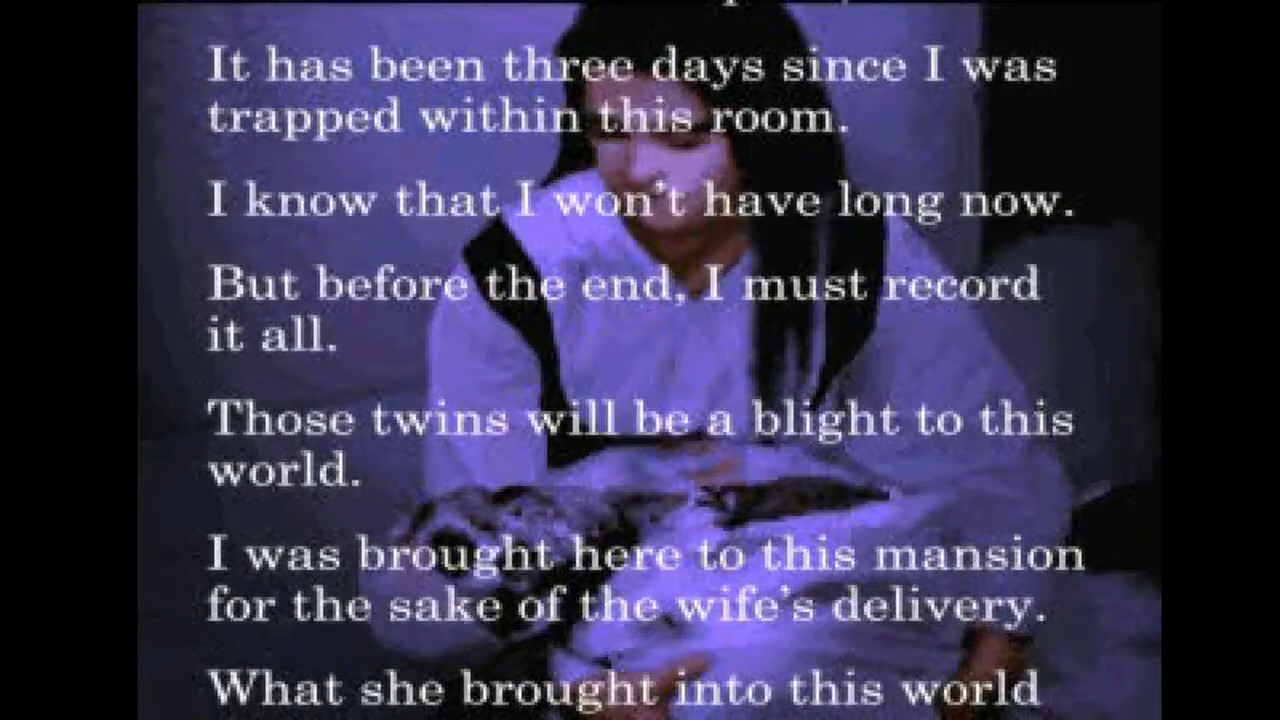 It has been three days since I was
trapped within this room.
I know that I won't have long now.
But before the end, I must record
it all.
Those twins will be a blight to this
world.
I was brought here to this mansion
for the sake of the wife's delivery.
What she brought into this world